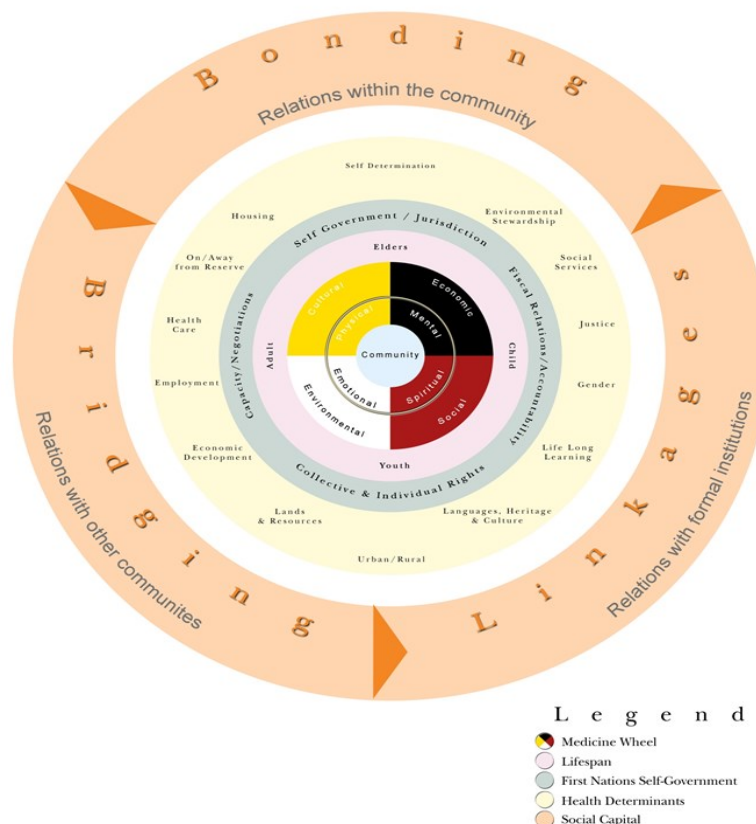 Bonding
Relations within the community
Bridging
Relations with other communites
Linkages
Relations with formal institutions
Self Determination
Environmental
Stewardship
Social
Services
Justice
Gender
Life Long
Learning
Languages, Heritage
& Culture
Urban/Rural
Lands
& Resources
Economic
Development
Employment
Health
Care
On/Away
from Reserve
Housing
Self Government / Jurisdiction
Fiscal Relations/Accountability
Collective & Individual Rights
Capacity/Negotiations
Elders
Child
Youth
Adult
Cultural
Economic
Social
Environmental
Physical
Mental
Spiritual
Emotional
Community
Legend
Medicine Wheel
Lifespan
First Nations Self-Government
Health Determinants
Social Capital